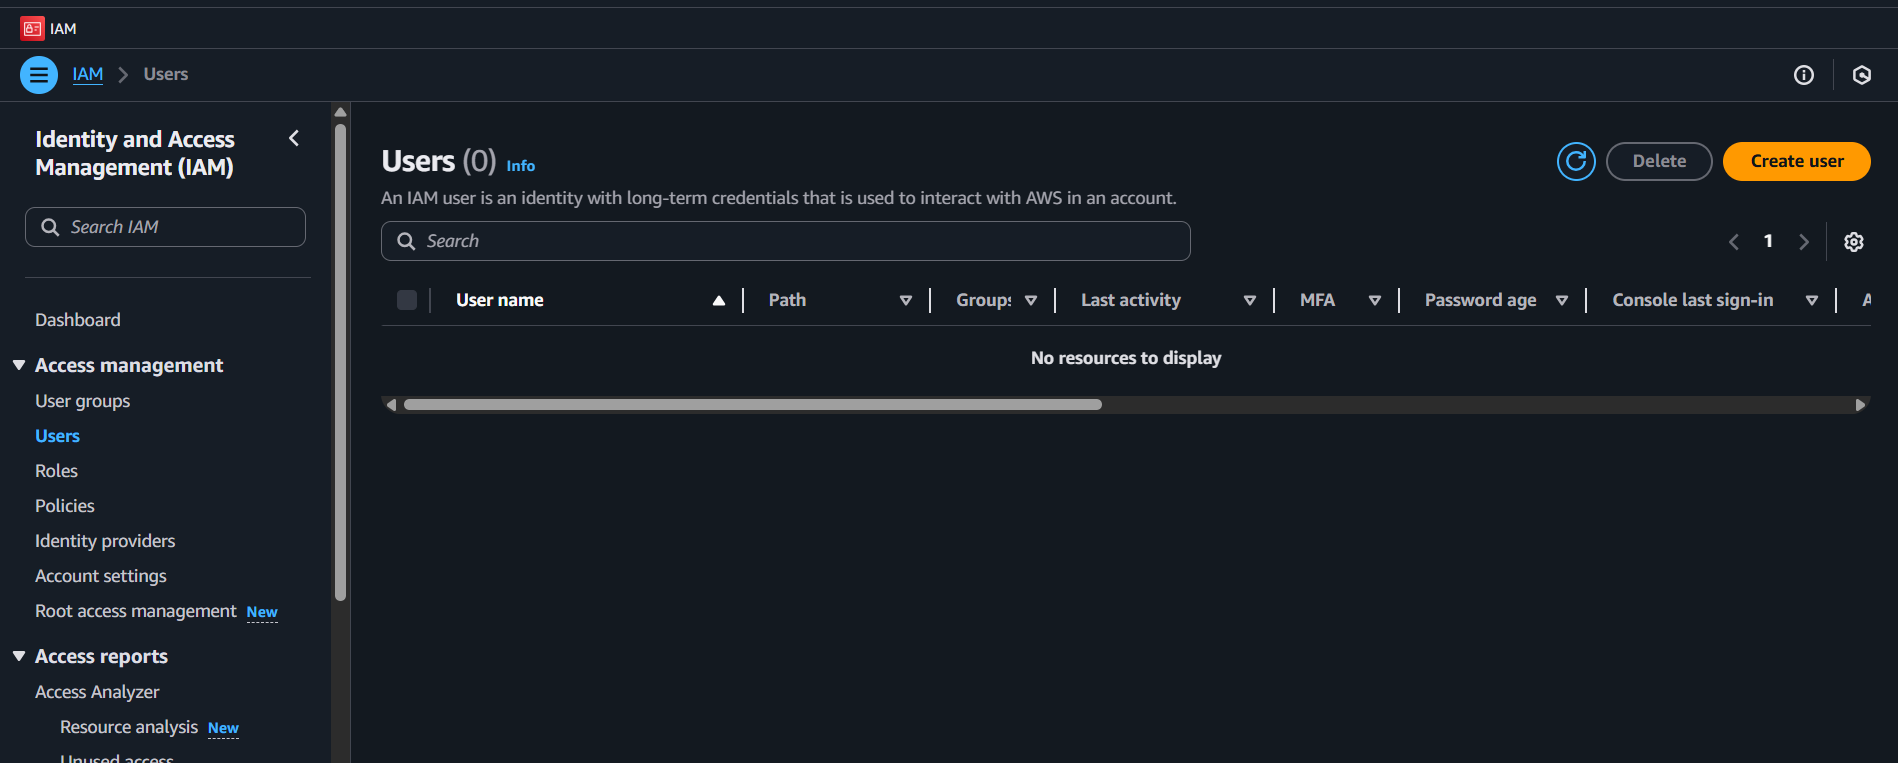 IAM
IAM > Users
Identity and Access
Management (IAM)
Search IAM
Dashboard
Access management
User groups
Users
Roles
Policies
Identity providers
Account settings
Root access management New
Access reports
Access Analyzer
Resource analysis New
Unused access
Users (0) Info
Delete
Create user
An IAM user is an identity with long-term credentials that is used to interact with AWS in an account.
Search
1
User name Path Groups Last activity MFA Password age Console last sign-in A
No resources to display